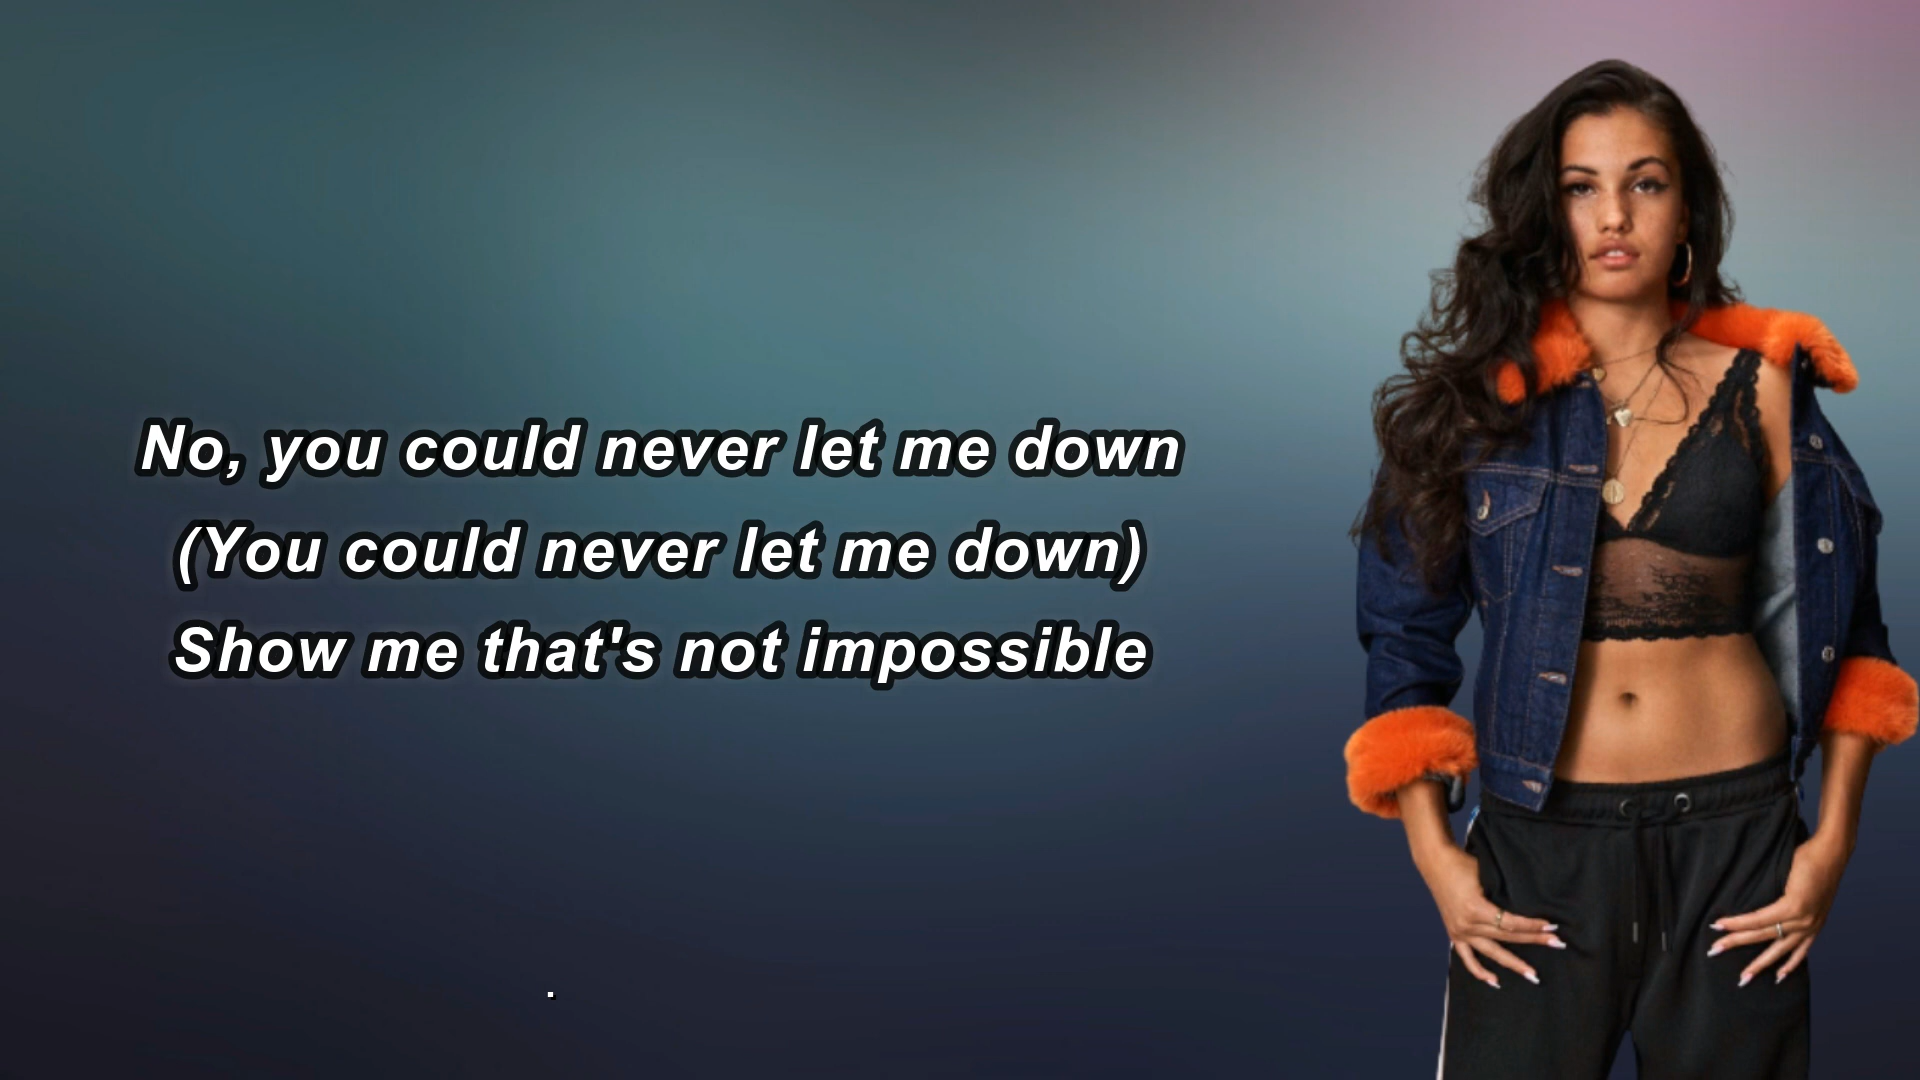 No, you could never let me down
(You could never let me down)
Show me that's not impossible
.